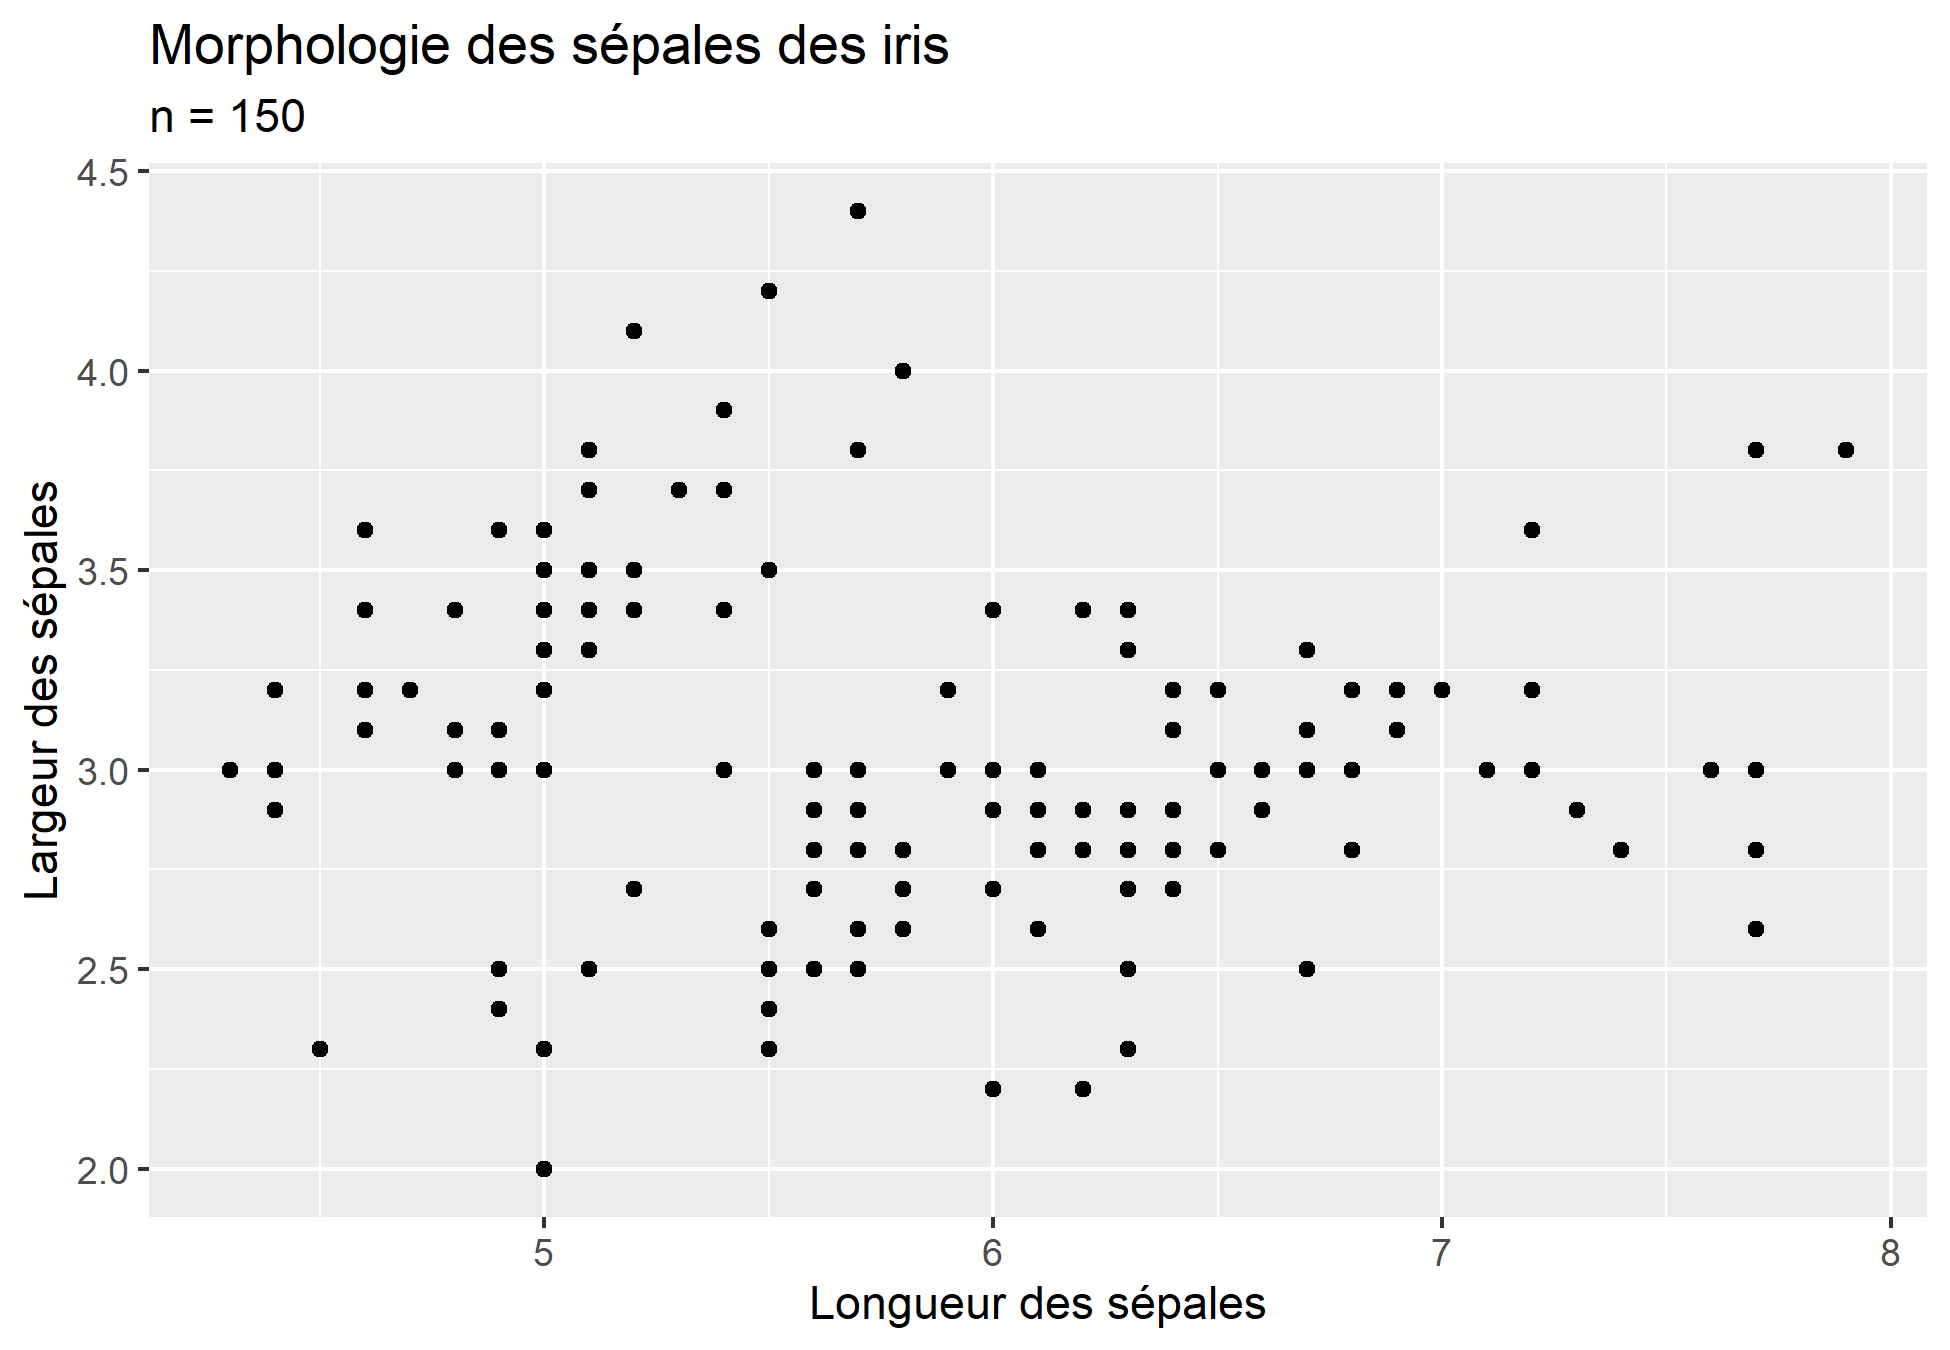 Morphologie des sépales des iris
n = 150
4.5
4.0
3.5
3.0
2.5
2.0
Largeur des sépales
5 6 7 8
Longueur des sépales